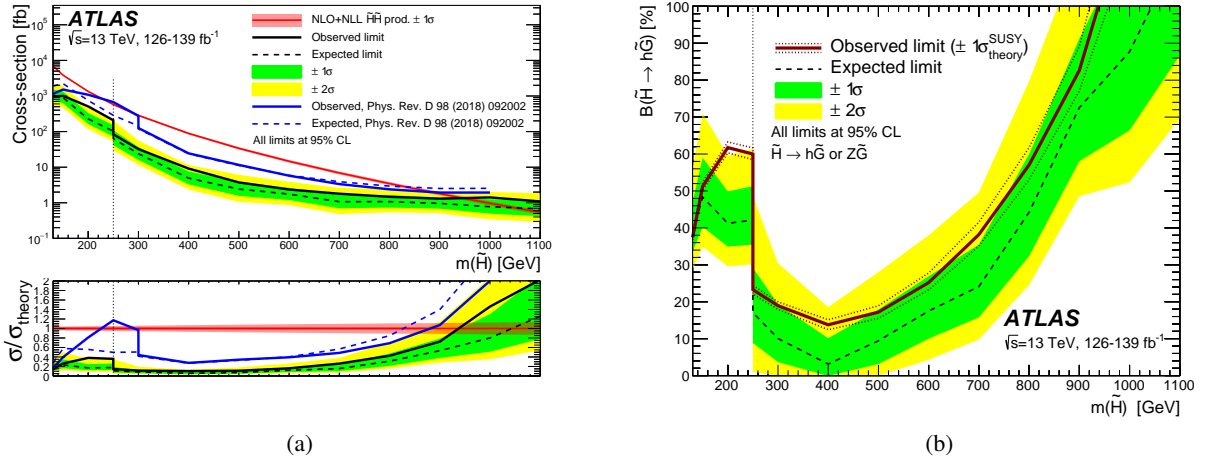 ATLAS
√s=13 TeV, 126-139 fb⁻¹
NLO+NLL H̃H̃ prod. ± 1σ
Observed limit
Expected limit
± 1σ
± 2σ
Observed, Phys. Rev. D 98 (2018) 092002
Expected, Phys. Rev. D 98 (2018) 092002
All limits at 95% CL
Cross-section [fb]
10⁵
10⁴
10³
10²
10
1
10⁻¹
200 300 400 500 600 700 800 900 1000 1100
m(H̃) [GeV]
σ/σtheory
2
1.8
1.6
1.4
1.2
1
0.8
0.6
0.4
0.2
0
(a)
B(H̃ → hG̃) [%]
100
90
80
70
60
50
40
30
20
10
0
Observed limit (± 1σ^SUSY_theory)
Expected limit
± 1σ
± 2σ
All limits at 95% CL
H̃ → hG̃ or ZG̃
ATLAS
√s=13 TeV, 126-139 fb⁻¹
200 300 400 500 600 700 800 900 1000 1100
m(H̃) [GeV]
(b)